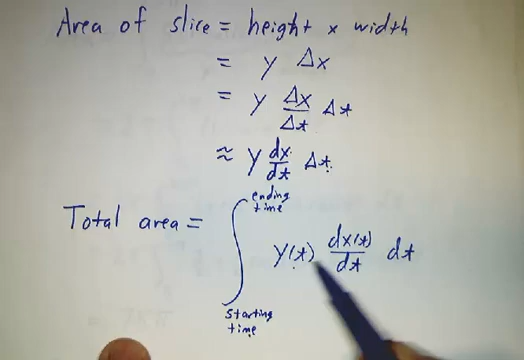 Area of slice = height x width
= y Δx
= y Δx/Δt Δt
≈ y dx/dt Δt
Total area = ∫ starting time ending time y(t) dx(t)/dt dt